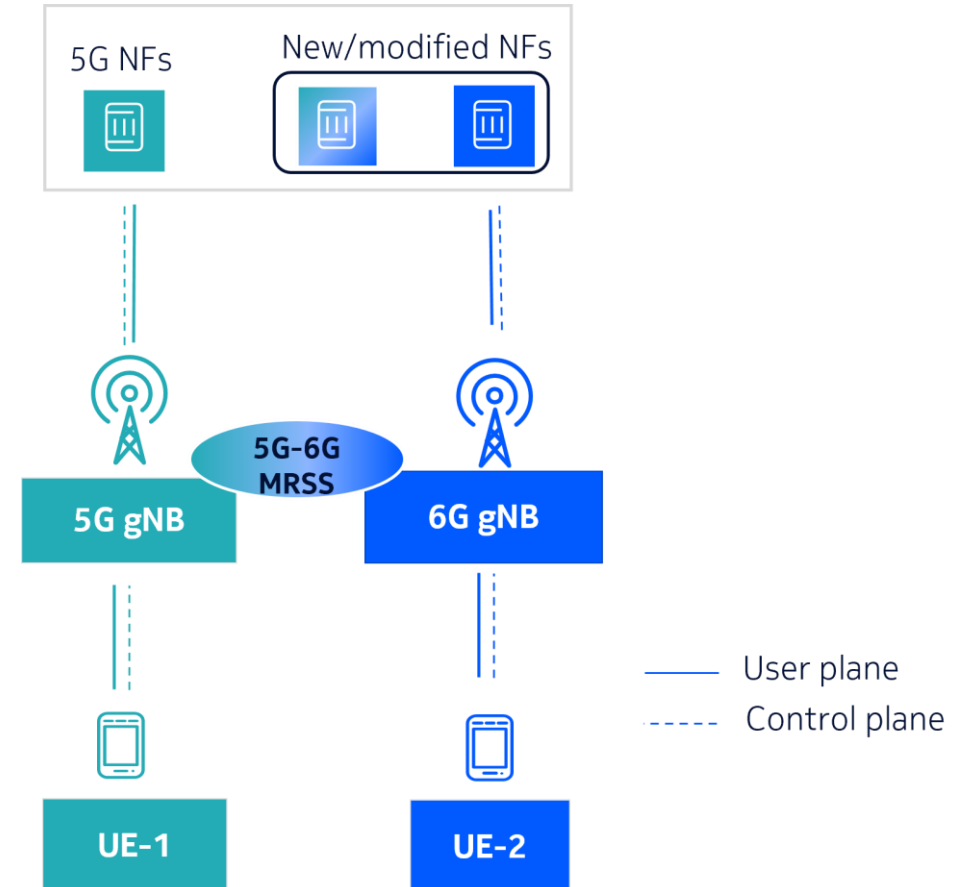 5G NFs
New/modified NFs
5G-6G
MRSS
5G gNB
6G gNB
User plane
Control plane
UE-1
UE-2